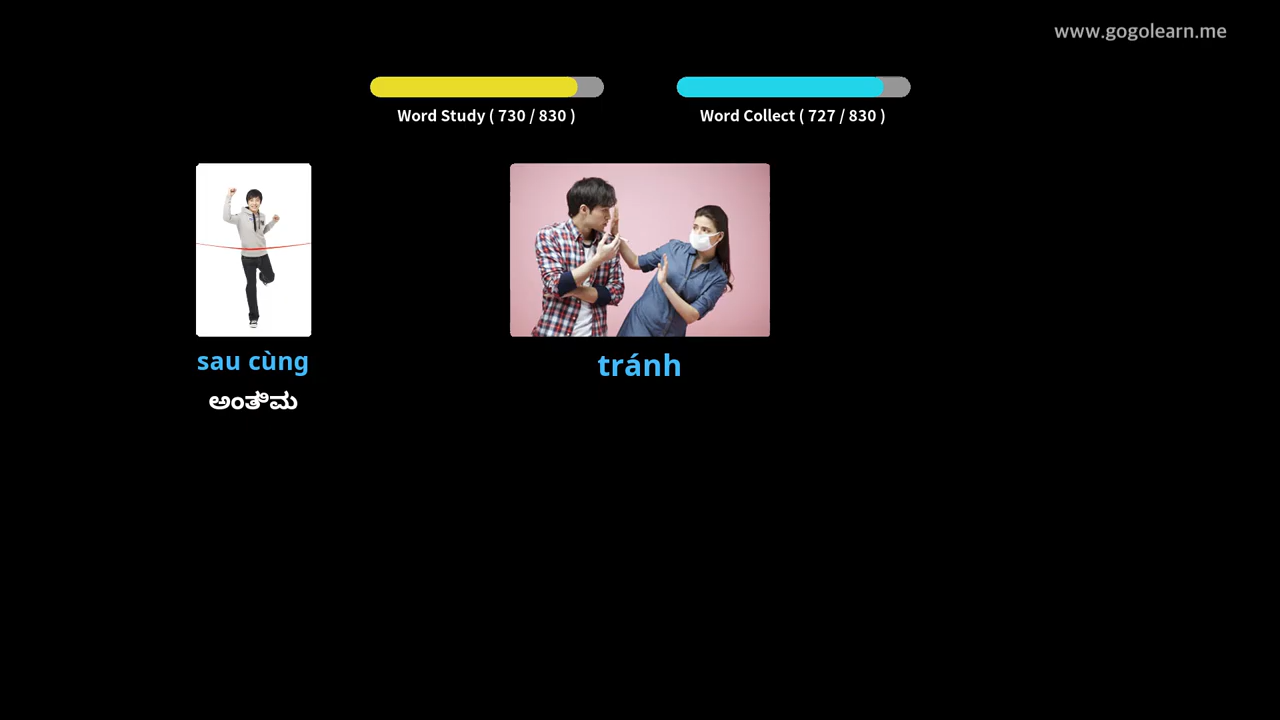 www.gogolearn.me
Word Study ( 730 / 830 )
Word Collect ( 727 / 830 )
sau cùng
tránh
ಅಂತಿಮ